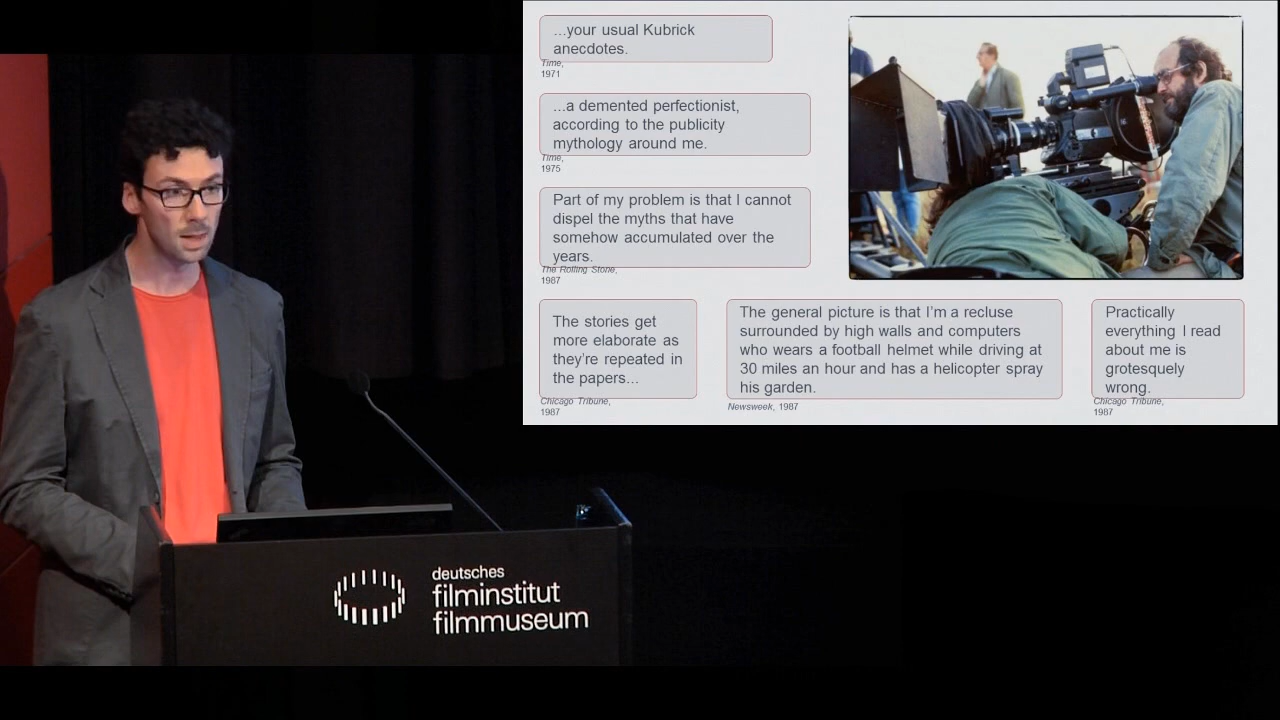 ...your usual Kubrick
anecdotes.
Time,
1971
...a demented perfectionist,
according to the publicity
mythology around me.
Time,
1975
Part of my problem is that I cannot
dispel the myths that have
somehow accumulated over the
years.
The Rolling Stone,
1987
The stories get
more elaborate as
they're repeated in
the papers...
Chicago Tribune,
1987
The general picture is that I'm a recluse
surrounded by high walls and computers
who wears a football helmet while driving at
30 miles an hour and has a helicopter spray
his garden.
Newsweek, 1987
Practically
everything I read
about me is
grotesquely
wrong.
Chicago Tribune,
1987
deutsches
filminstitut
filmmuseum